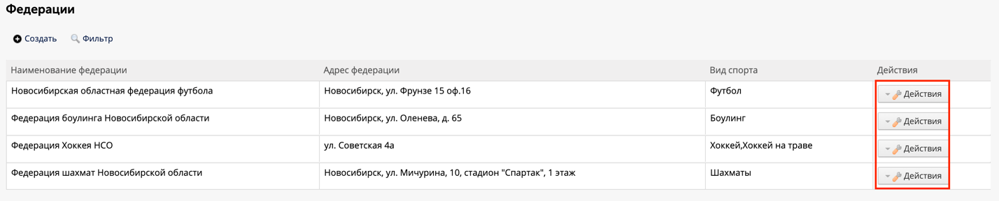 Федерации
Создать Фильтр
Наименование федерации Адрес федерации Вид спорта Действия
Новосибирская областная федерация футбола Новосибирск, ул. Фрунзе 15 оф.16 Футбол Действия
Федерация боулинга Новосибирской области Новосибирск, ул. Оленева, д. 65 Боулинг Действия
Федерация Хоккея НСО ул. Советская 4а Хоккей,Хоккей на траве Действия
Федерация шахмат Новосибирской области Новосибирск, ул. Мичурина, 10, стадион "Спартак", 1 этаж Шахматы Действия